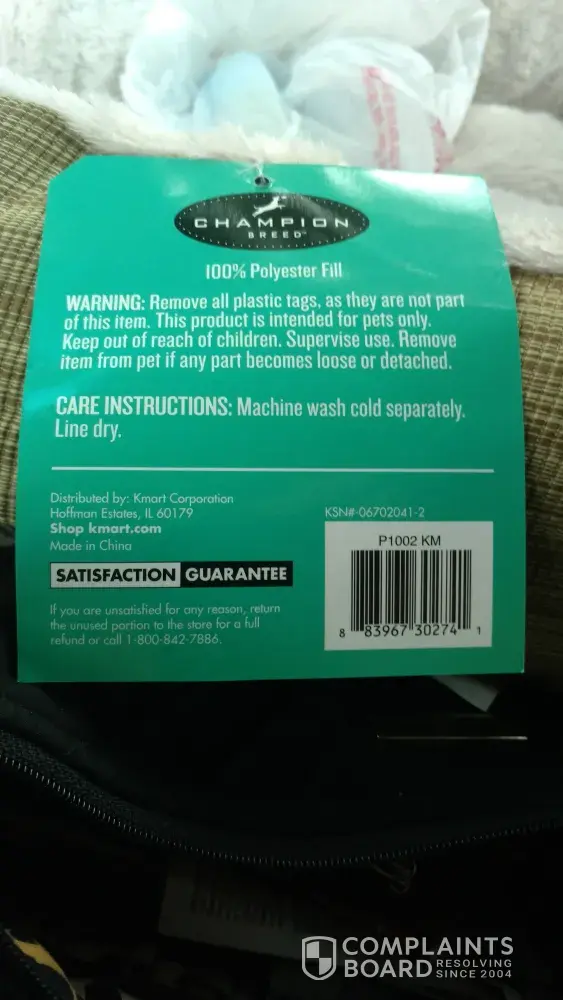 CHAMPION
BREED™
100% Polyester Fill
WARNING: Remove all plastic tags, as they are not part
of this item. This product is intended for pets only.
Keep out of reach of children. Supervise use. Remove
item from pet if any part becomes loose or detached.
CARE INSTRUCTIONS: Machine wash cold separately.
Line dry.
Distributed by: Kmart Corporation
Hoffman Estates, IL 60179
Shop kmart.com
Made in China
SATISFACTION GUARANTEE
If you are unsatisfied for any reason, return
the unused portion to the store for a full
refund or call 1-800-842-7886.
KSN#-06702041-2
P1002 KM
8 83967 30274 1
COMPLAINTS
BOARD RESOLVING
SINCE 2004